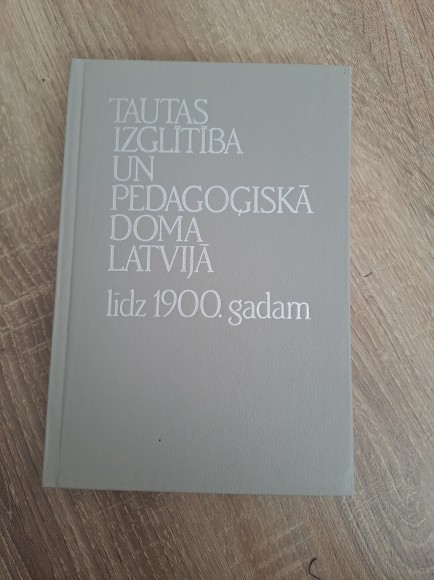 TAUTAS
IZGLĪTĪBA
UN
PEDAGOĢISKĀ
DOMA
LATVIJĀ
līdz 1900. gadam